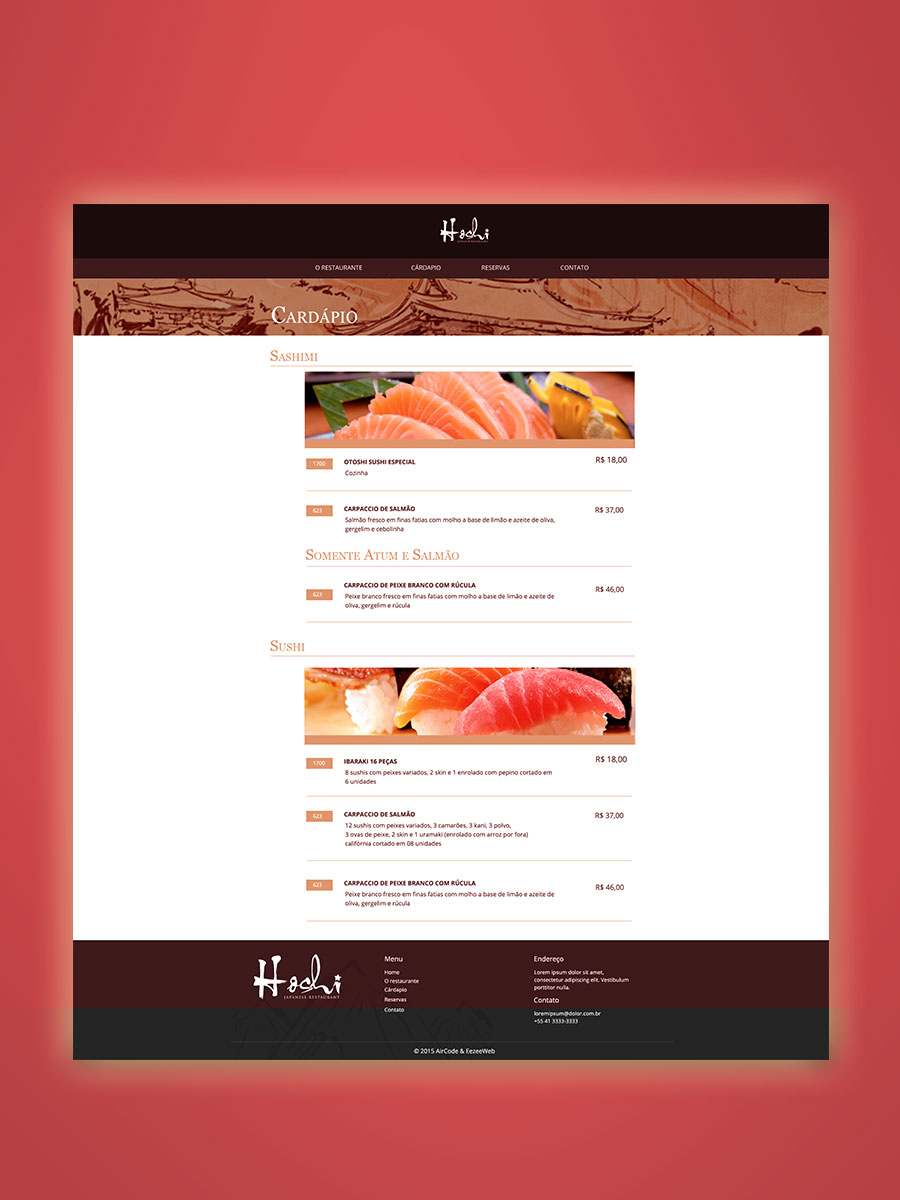 Hoshi
O RESTAURANTE CÁRDAPIO RESERVAS CONTATO
Cardápio
Sashimi
1700 OTOSHI SUSHI ESPECIAL R$ 18,00
Cozinha
623 CARPACCIO DE SALMÃO R$ 37,00
Salmão fresco em finas fatias com molho a base de limão e azeite de oliva,
gergelim e cebolinha
Somente Atum e Salmão
623 CARPACCIO DE PEIXE BRANCO COM RÚCULA R$ 46,00
Peixe branco fresco em finas fatias com molho a base de limão e azeite de
oliva, gergelim e rúcula
Sushi
1700 IBARAKI 16 PEÇAS R$ 18,00
8 sushis com peixes variados, 2 skin e 1 enrolado com pepino cortado em
6 unidades
623 CARPACCIO DE SALMÃO R$ 37,00
12 sushis com peixes variados, 3 camarões, 3 kani, 3 polvo,
3 ovas de peixe, 2 skin e 1 uramaki (enrolado com arroz por fora)
califórnia cortado em 08 unidades
623 CARPACCIO DE PEIXE BRANCO COM RÚCULA R$ 46,00
Peixe branco fresco em finas fatias com molho a base de limão e azeite de
oliva, gergelim e rúcula
Hoshi
JAPANESE RESTAURANT
Menu
Home
O restaurante
Cárdapio
Reservas
Contato
Endereço
Lorem ipsum dolor sit amet,
consectetur adipiscing elit. Vestibulum
porttitor nulla.
Contato
loremipsum@dolor.com.br
+55 41 3333-3333
© 2015 AirCode & EezeeWeb